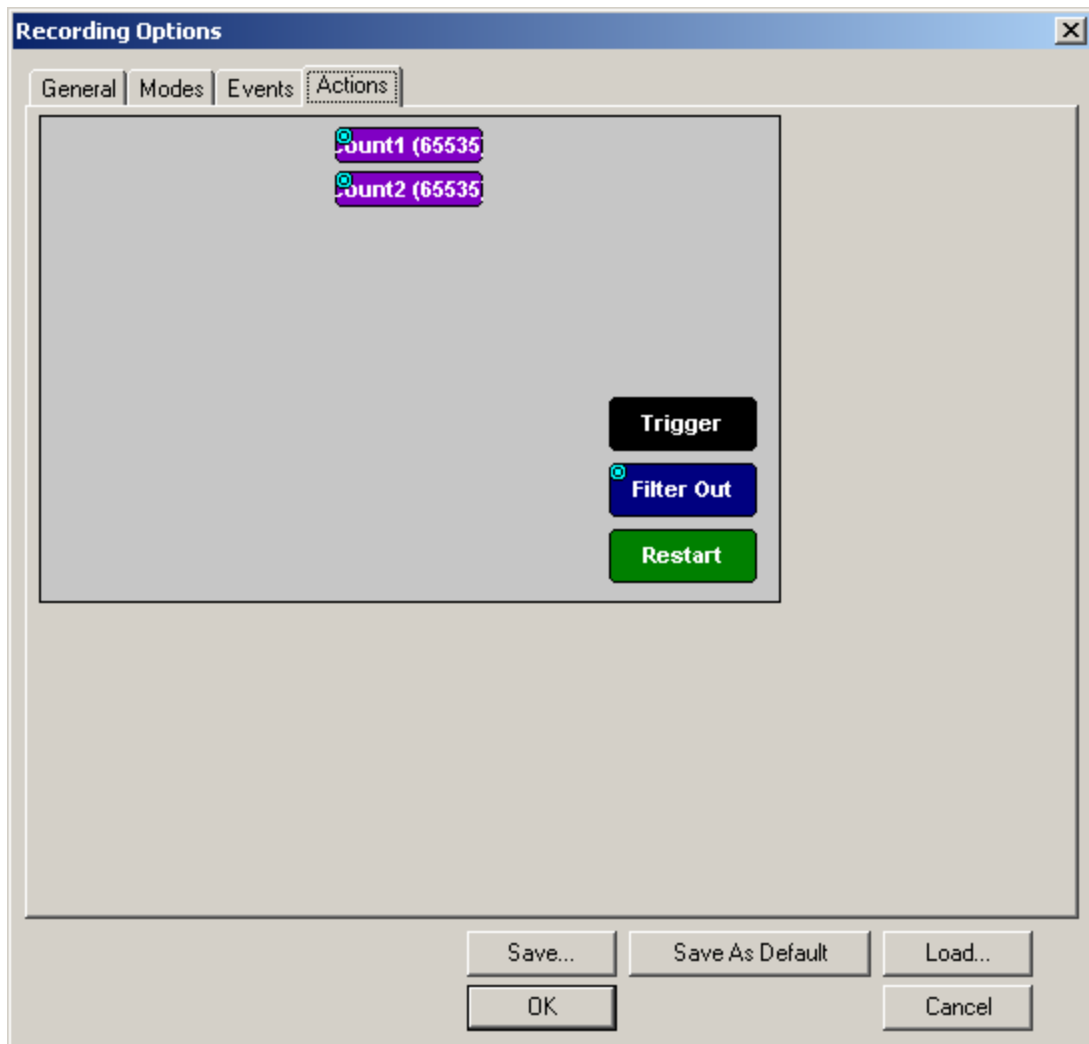 Recording Options
General Modes Events Actions
ount1 (65535)
ount2 (65535)
Trigger
Filter Out
Restart
Save... Save As Default Load...
OK Cancel